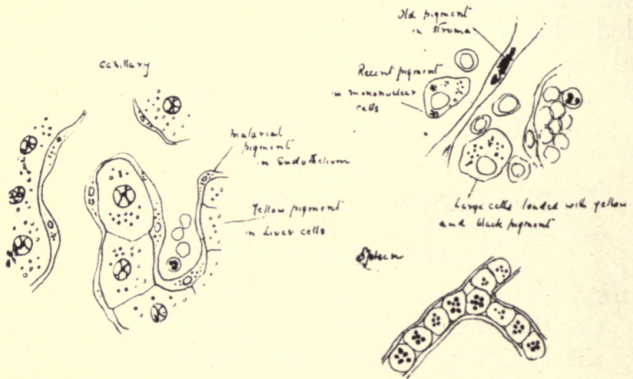 Capillary
Malarial
pigment
in Endothelium
Yellow pigment
in Liver cells
Old pigment
in stroma
Recent pigment
in mononuclear
cells
Large cells loaded with yellow
and black pigment
Spleen